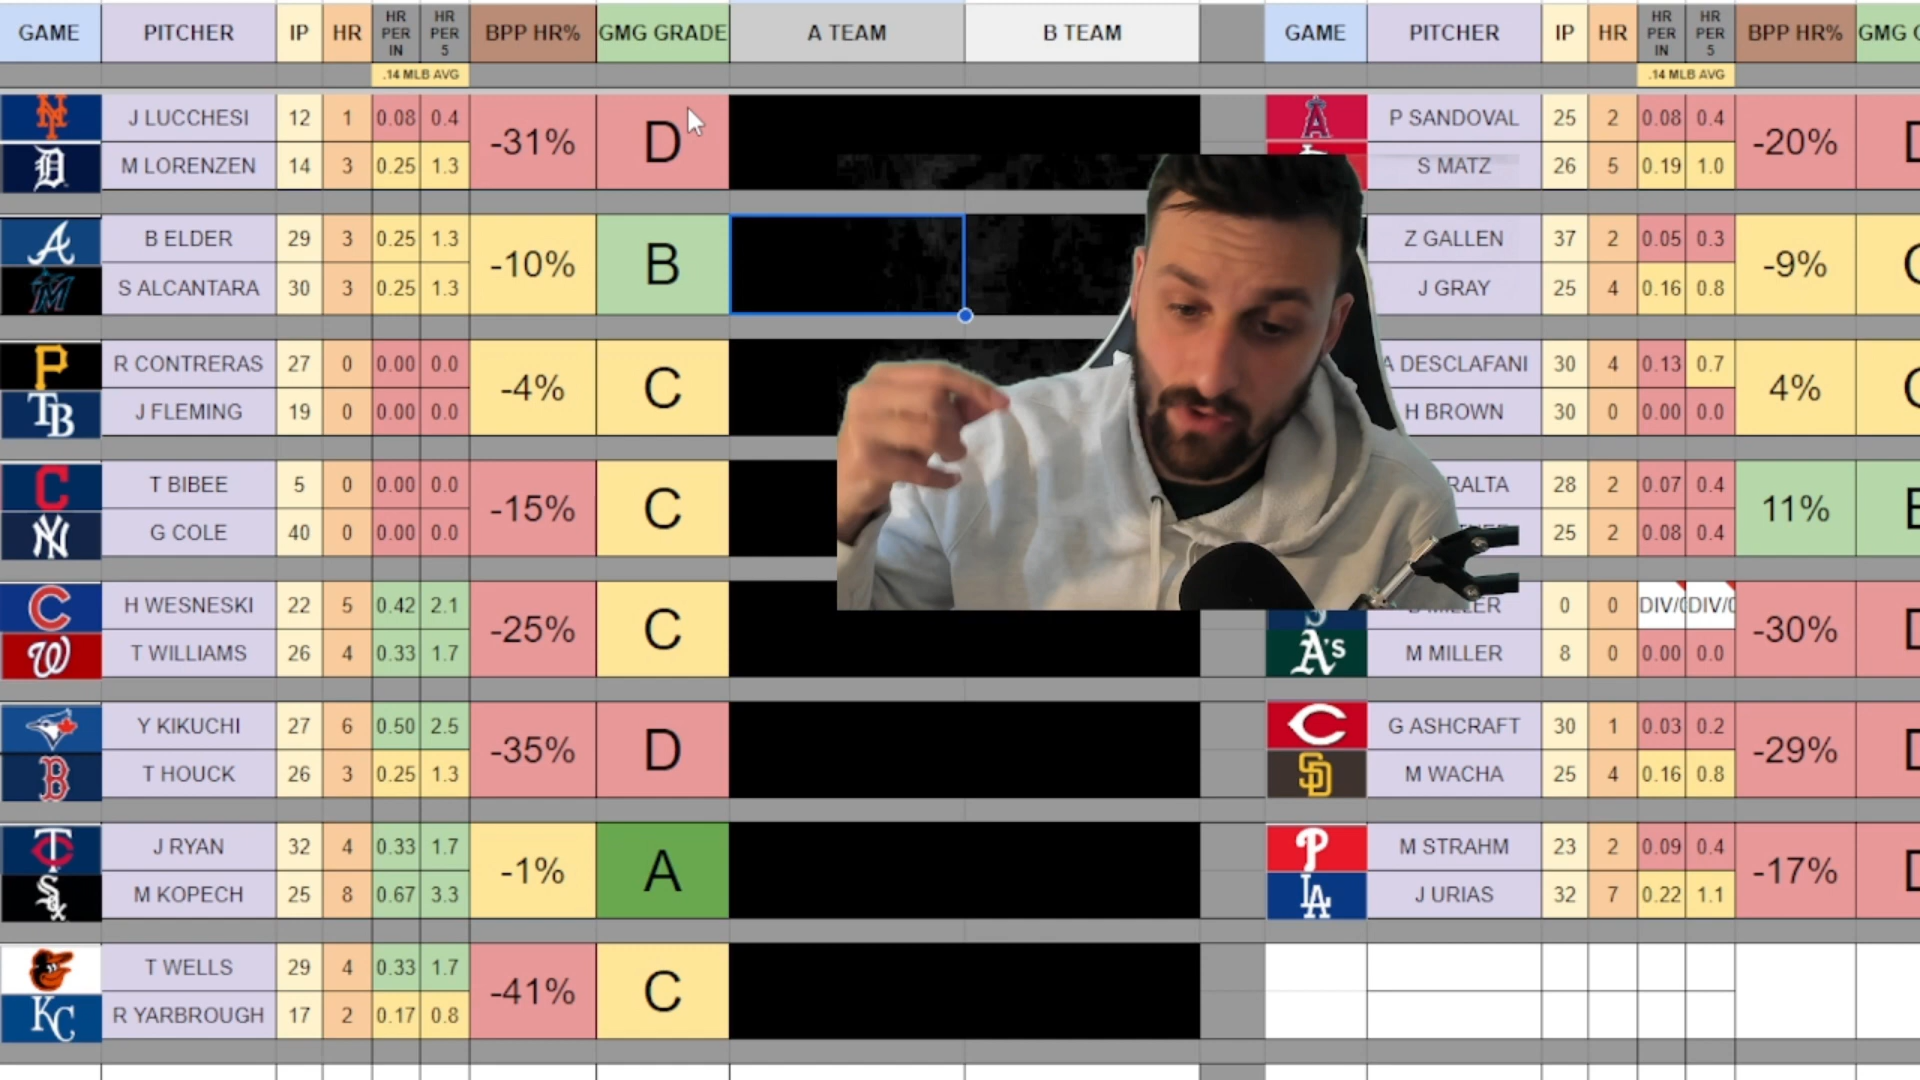 GAME PITCHER IP HR HR PER IN HR PER 5 BPP HR% GMG GRADE A TEAM B TEAM GAME PITCHER IP HR HR PER IN HR PER 5 BPP HR% GMG
.14 MLB AVG .14 MLB AVG
J LUCCHESI 12 1 0.08 0.4 -31% D
M LORENZEN 14 3 0.25 1.3
B ELDER 29 3 0.25 1.3 -10% B
S ALCANTARA 30 3 0.25 1.3
R CONTRERAS 27 0 0.00 0.0 -4% C
TB J FLEMING 19 0 0.00 0.0
T BIBEE 5 0 0.00 0.0 -15% C
NY G COLE 40 0 0.00 0.0
H WESNESKI 22 5 0.42 2.1 -25% C
T WILLIAMS 26 4 0.33 1.7
Y KIKUCHI 27 6 0.50 2.5 -35% D
T HOUCK 26 3 0.25 1.3
J RYAN 32 4 0.33 1.7 -1% A
Sox M KOPECH 25 8 0.67 3.3
T WELLS 29 4 0.33 1.7 -41% C
KC R YARBROUGH 17 2 0.17 0.8
A P SANDOVAL 25 2 0.08 0.4 -20%
S MATZ 26 5 0.19 1.0
Z GALLEN 37 2 0.05 0.3 -9%
J GRAY 25 4 0.16 0.8
A DESCLAFANI 30 4 0.13 0.7 4%
H BROWN 30 0 0.00 0.0
RALTA 28 2 0.07 0.4 11%
25 2 0.08 0.4
0 0 DIV/0 DIV/0 -30%
A's M MILLER 8 0 0.00 0.0
C G ASHCRAFT 30 1 0.03 0.2 -29%
SD M WACHA 25 4 0.16 0.8
P M STRAHM 23 2 0.09 0.4 -17%
LA J URIAS 32 7 0.22 1.1